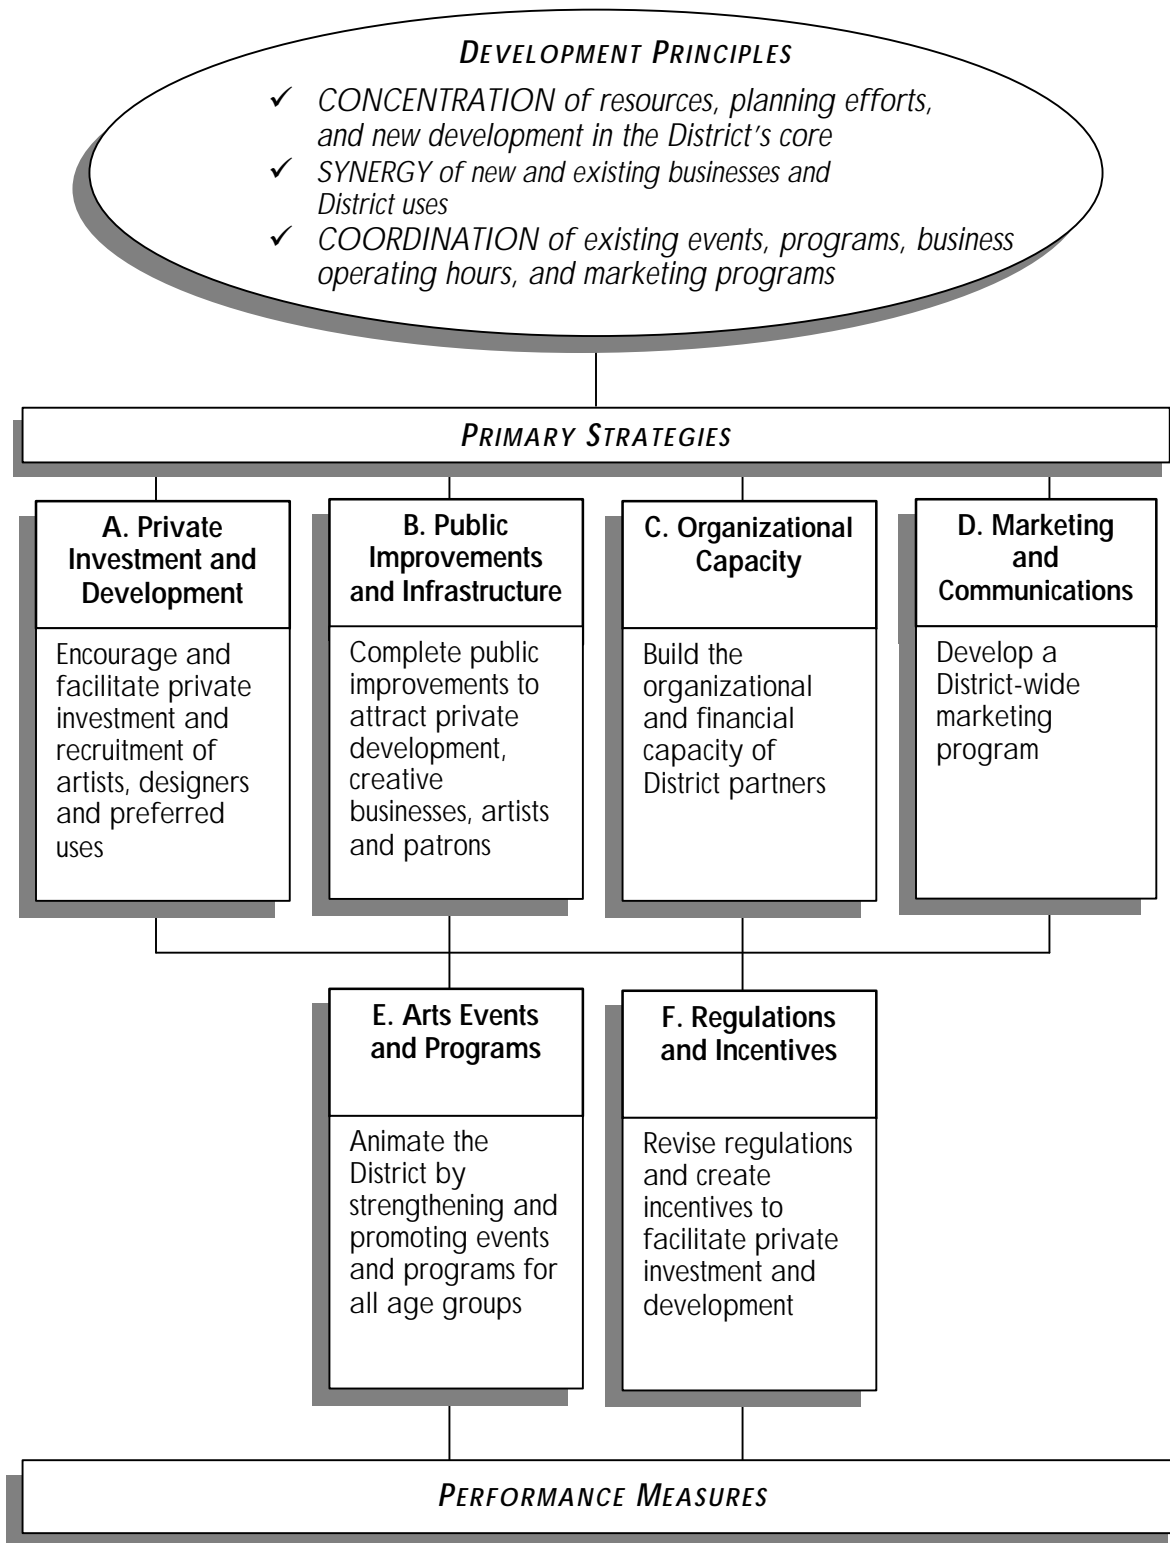 DEVELOPMENT PRINCIPLES
✓ CONCENTRATION of resources, planning efforts,
and new development in the District's core
✓ SYNERGY of new and existing businesses and
District uses
✓ COORDINATION of existing events, programs, business
operating hours, and marketing programs
PRIMARY STRATEGIES
A. Private
Investment and
Development
Encourage and
facilitate private
investment and
recruitment of
artists, designers
and preferred
uses
B. Public
Improvements
and Infrastructure
Complete public
improvements to
attract private
development,
creative
businesses, artists
and patrons
C. Organizational
Capacity
Build the
organizational
and financial
capacity of
District partners
D. Marketing
and
Communications
Develop a
District-wide
marketing
program
E. Arts Events
and Programs
Animate the
District by
strengthening and
promoting events
and programs for
all age groups
F. Regulations
and Incentives
Revise regulations
and create
incentives to
facilitate private
investment and
development
PERFORMANCE MEASURES